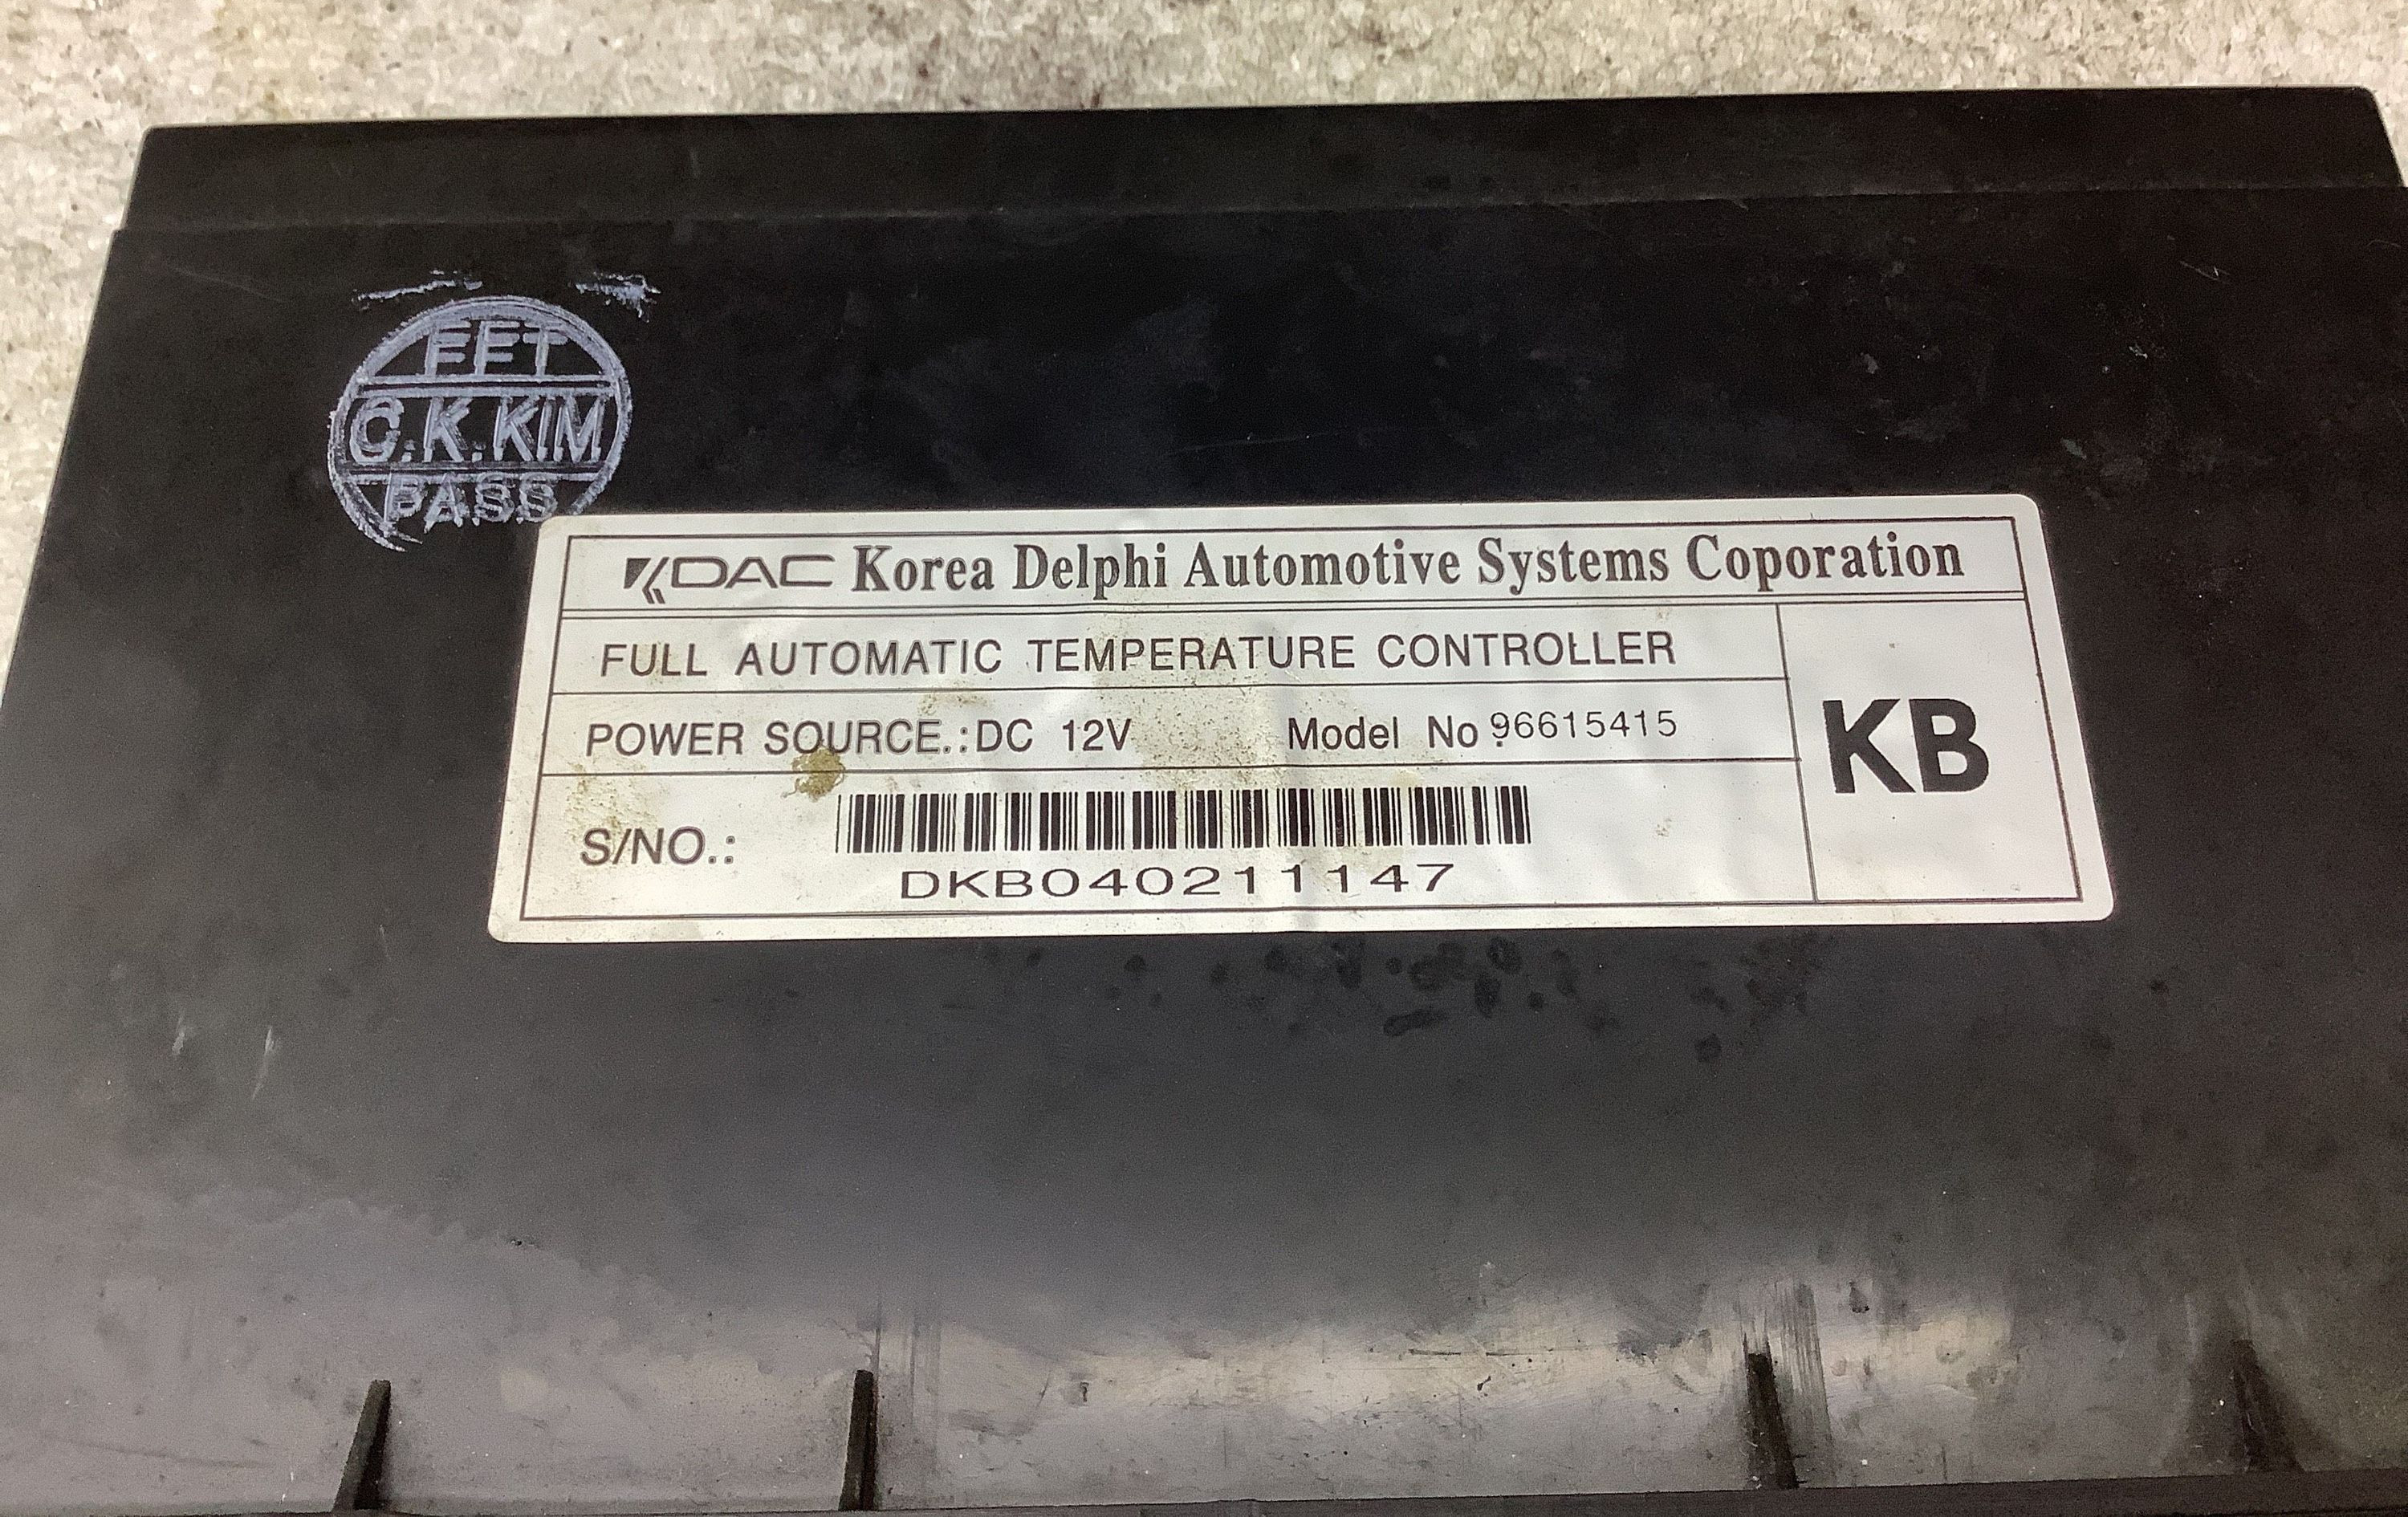 EET
C.K.KIM
PASS
KDAC Korea Delphi Automotive Systems Coporation
FULL AUTOMATIC TEMPERATURE CONTROLLER
POWER SOURCE.:DC 12V Model No.:96615415
KB
S/NO.:
DKB040211147